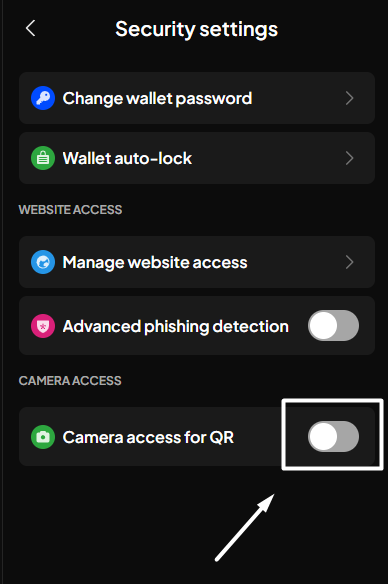 Security settings
Change wallet password
Wallet auto-lock
WEBSITE ACCESS
Manage website access
Advanced phishing detection
CAMERA ACCESS
Camera access for QR